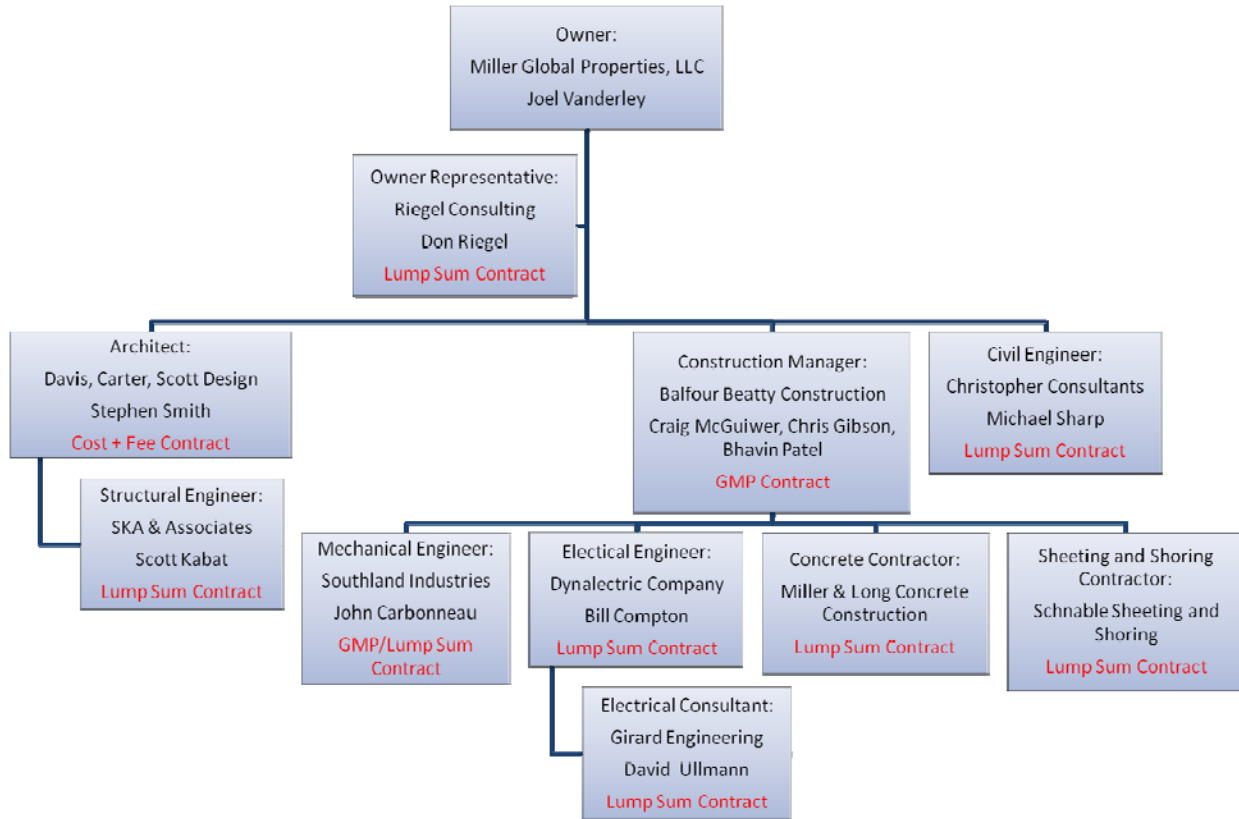 Owner:
Miller Global Properties, LLC
Joel Vanderley
Owner Representative:
Riegel Consulting
Don Riegel
Lump Sum Contract
Architect:
Davis, Carter, Scott Design
Stephen Smith
Cost + Fee Contract
Construction Manager:
Balfour Beatty Construction
Craig McGuiwer, Chris Gibson,
Bhavin Patel
GMP Contract
Civil Engineer:
Christopher Consultants
Michael Sharp
Lump Sum Contract
Structural Engineer:
SKA & Associates
Scott Kabat
Lump Sum Contract
Mechanical Engineer:
Southland Industries
John Carbonneau
GMP/Lump Sum
Contract
Electical Engineer:
Dynalectric Company
Bill Compton
Lump Sum Contract
Concrete Contractor:
Miller & Long Concrete
Construction
Lump Sum Contract
Sheeting and Shoring
Contractor:
Schnable Sheeting and
Shoring
Lump Sum Contract
Electrical Consultant:
Girard Engineering
David Ullmann
Lump Sum Contract